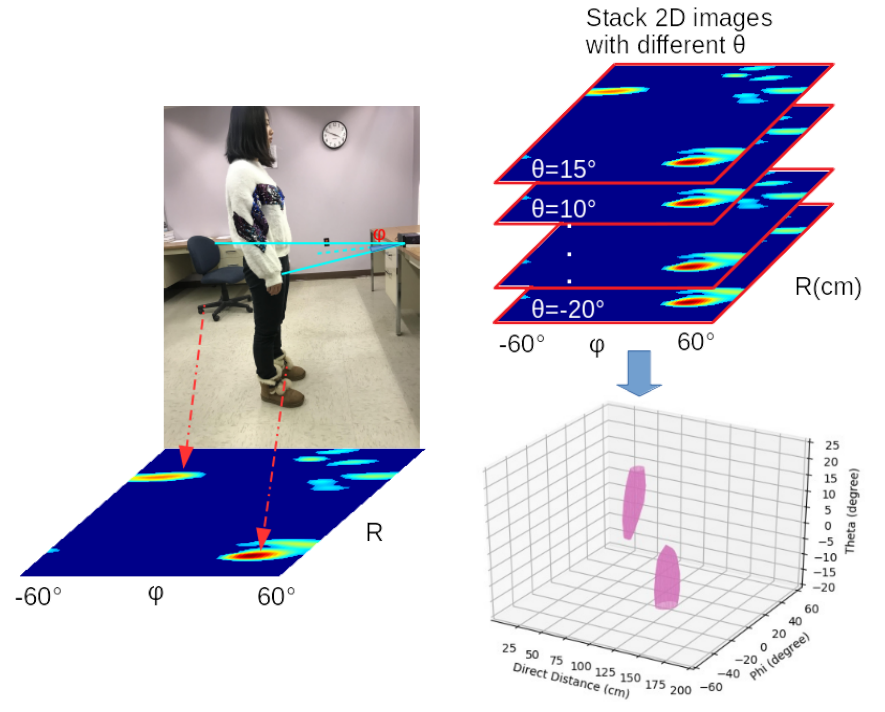 Stack 2D images
with different θ
φ
θ=15°
θ=10°
θ=-20°
R(cm)
-60° φ 60°
R
-60° φ 60°
25 50 75 100 125 150 175 200
Direct Distance (cm)
-60 -40 -20 0 20 40 60
Phi (degree)
25
20
15
10
5
0
-5
-10
-15
-20
Theta (degree)